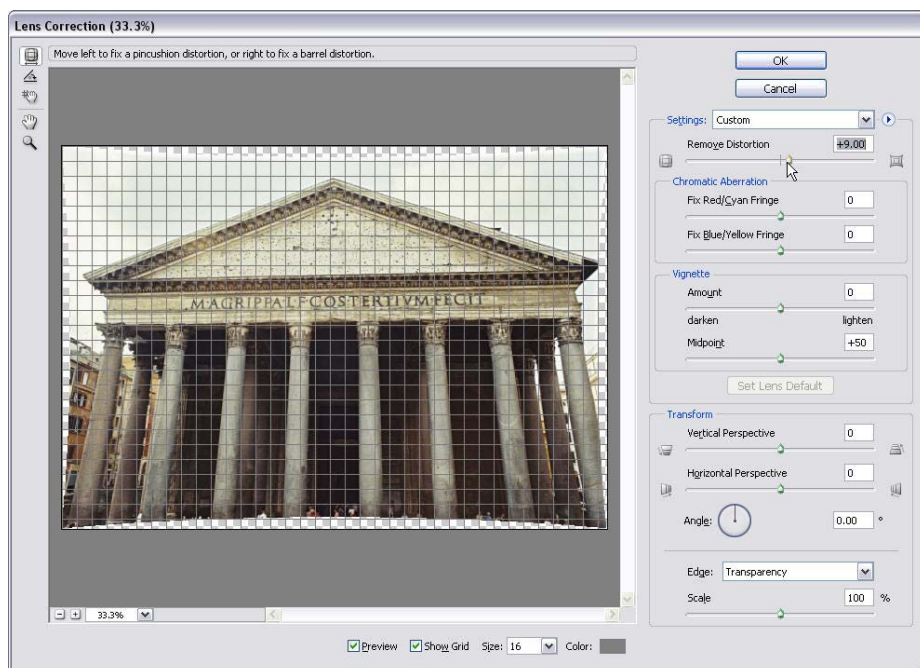 Lens Correction (33.3%)
Move left to fix a pincushion distortion, or right to fix a barrel distortion.
OK
Cancel
Settings: Custom
Remove Distortion +9.00
Chromatic Aberration
Fix Red/Cyan Fringe 0
Fix Blue/Yellow Fringe 0
Vignette
Amount 0
darken lighten
Midpoint +50
Set Lens Default
Transform
Vertical Perspective 0
Horizontal Perspective 0
Angle: 0.00 °
Edge: Transparency
Scale 100 %
M·AGRIPPA·L·F·COS·TERTIVM·FECIT
33.3%
Preview Show Grid Size: 16 Color: